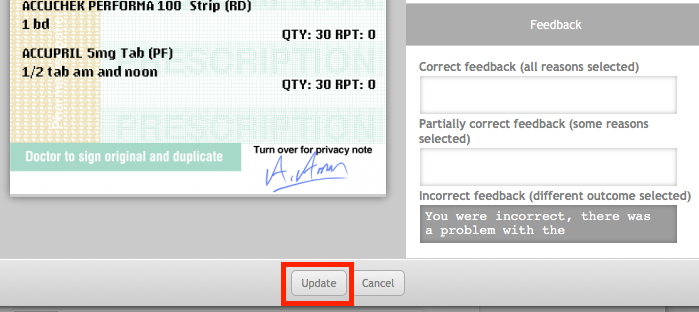 ACCUCHEK PERFORMA 100 Strip (RD)
1 bd
QTY: 30 RPT: 0
ACCUPRIL 5mg Tab (PF)
1/2 tab am and noon
QTY: 30 RPT: 0
PRESCRIPTION
PRESCRIPTION
Doctor to sign original and duplicate
Turn over for privacy note
Feedback
Correct feedback (all reasons selected)
Partially correct feedback (some reasons
selected)
Incorrect feedback (different outcome selected)
You were incorrect, there was
a problem with the
Update
Cancel